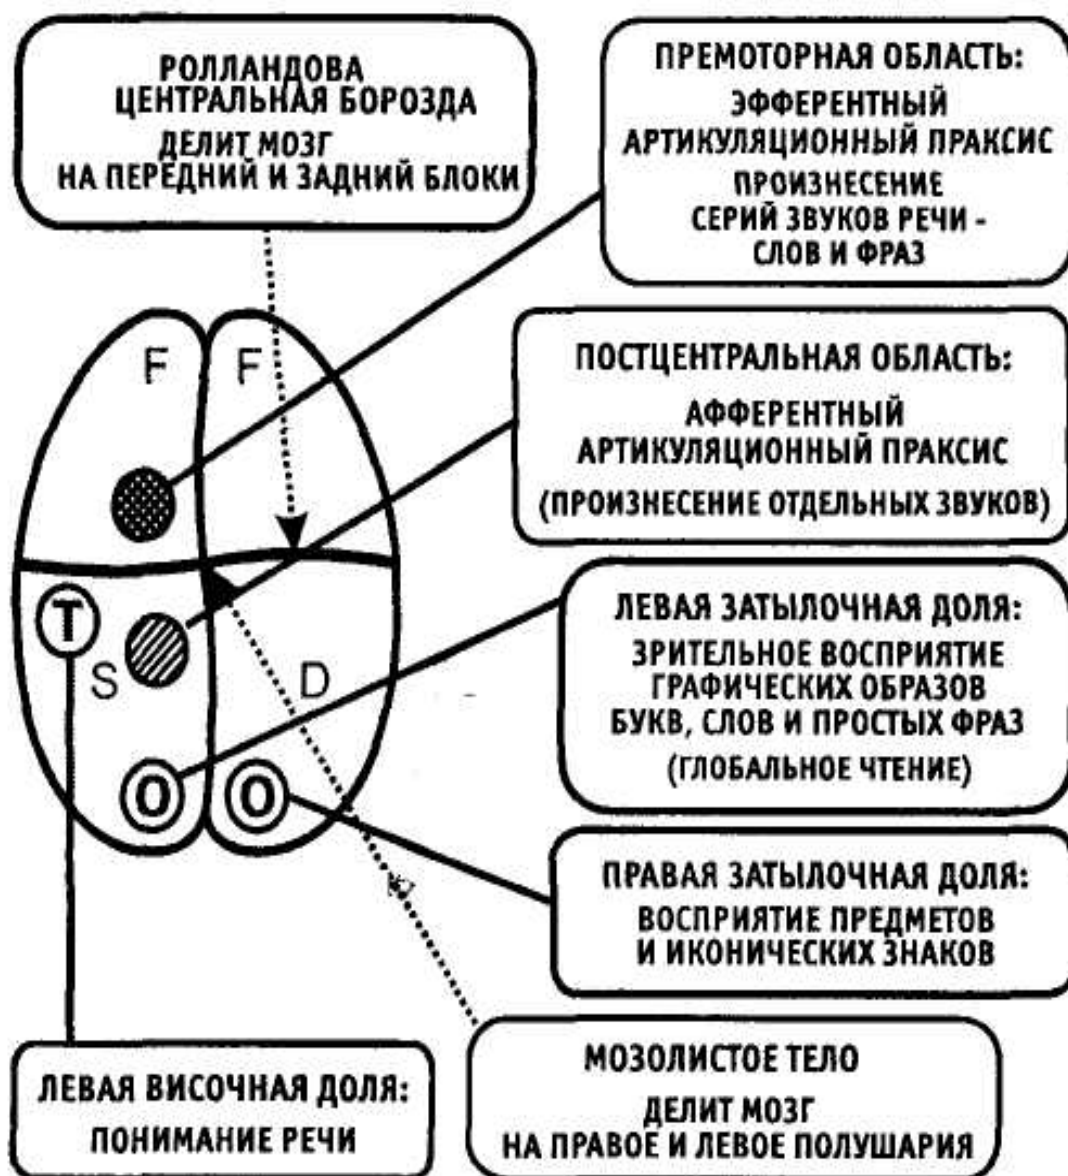 РОЛЛАНДОВА
ЦЕНТРАЛЬНАЯ БОРОЗДА
ДЕЛИТ МОЗГ
НА ПЕРЕДНИЙ И ЗАДНИЙ БЛОКИ
ПРЕМОТОРНАЯ ОБЛАСТЬ:
ЭФФЕРЕНТНЫЙ
АРТИКУЛЯЦИОННЫЙ ПРАКСИС
ПРОИЗНЕСЕНИЕ
СЕРИЙ ЗВУКОВ РЕЧИ -
СЛОВ И ФРАЗ
F F
ПОСТЦЕНТРАЛЬНАЯ ОБЛАСТЬ:
АФФЕРЕНТНЫЙ
АРТИКУЛЯЦИОННЫЙ ПРАКСИС
(ПРОИЗНЕСЕНИЕ ОТДЕЛЬНЫХ ЗВУКОВ)
T
S D
ЛЕВАЯ ЗАТЫЛОЧНАЯ ДОЛЯ:
ЗРИТЕЛЬНОЕ ВОСПРИЯТИЕ
ГРАФИЧЕСКИХ ОБРАЗОВ
БУКВ, СЛОВ И ПРОСТЫХ ФРАЗ
(ГЛОБАЛЬНОЕ ЧТЕНИЕ)
O O
ПРАВАЯ ЗАТЫЛОЧНАЯ ДОЛЯ:
ВОСПРИЯТИЕ ПРЕДМЕТОВ
И ИКОНИЧЕСКИХ ЗНАКОВ
ЛЕВАЯ ВИСОЧНАЯ ДОЛЯ:
ПОНИМАНИЕ РЕЧИ
МОЗОЛИСТОЕ ТЕЛО
ДЕЛИТ МОЗГ
НА ПРАВОЕ И ЛЕВОЕ ПОЛУШАРИЯ